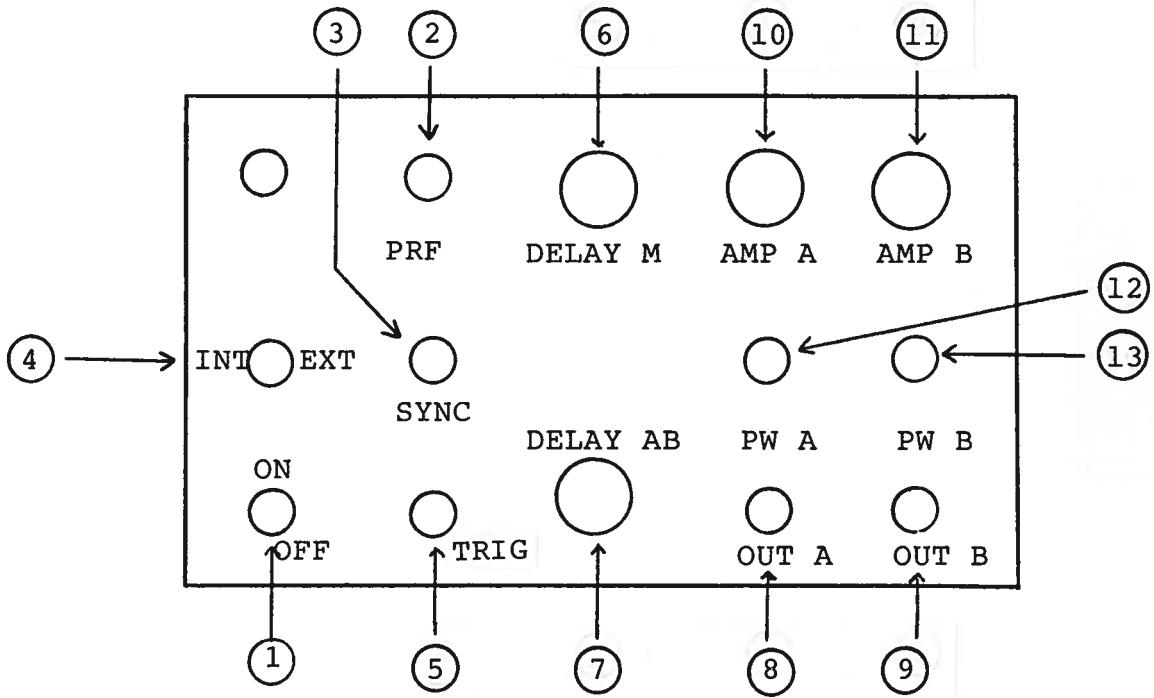 3 2 6 10 11
PRF DELAY M AMP A AMP B
12
4 INT EXT 13
SYNC
DELAY AB PW A PW B
ON
OFF TRIG OUT A OUT B
1 5 7 8 9